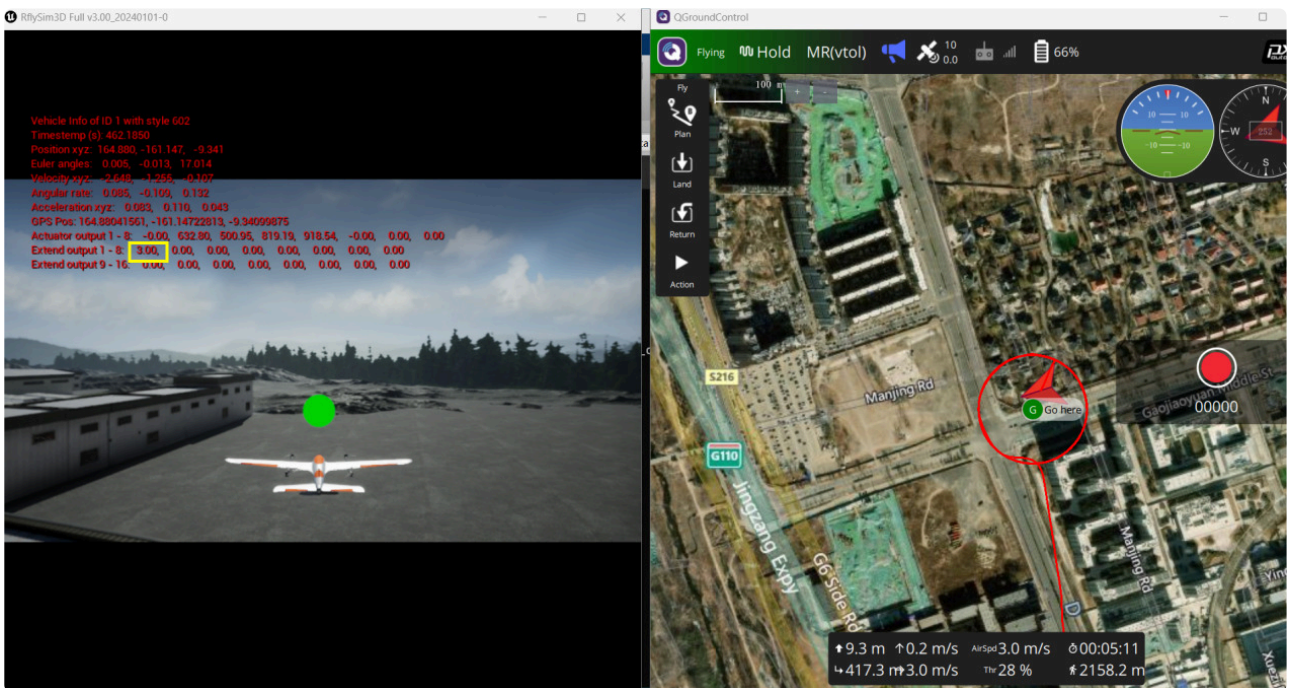 RflySim3D Full v3.00_20240101-0
Vehicle Info of ID 1 with style 602
Timestemp (s): 462.1850
Position xyz: 164.880, -161.147, -9.341
Euler angles: 0.005, -0.013, 17.014
Velocity xyz: -2.648, -1.255, -0.107
Angular rate: 0.085, -0.109, 0.132
Acceleration xyz: 0.083, 0.110, 0.043
GPS Pos: 164.88041561, -161.14722813, -9.34099875
Actuator output 1 - 8: -0.00, 632.80, 500.95, 819.19, 918.54, -0.00, 0.00, 0.00
Extend output 1 - 8: 3.00, 0.00, 0.00, 0.00, 0.00, 0.00, 0.00, 0.00
Extend output 9 - 16: 0.00, 0.00, 0.00, 0.00, 0.00, 0.00, 0.00, 0.00
QGroundControl
Flying Hold MR(vtol) 10 0.0 66%
Fly
Plan
Land
Return
Action
100 m
+ -
10 10
-10 -10
N
W 252
S
S216
Manjing Rd
G Go here
Gaojiaoyuan Middle St
00000
G110
Jingzang Expy
G6 Side Rd
Manjing Rd
D
Xuezi
9.3 m 0.2 m/s AirSpd 3.0 m/s 00:05:11
417.3 m 3.0 m/s Thr 28 % 2158.2 m